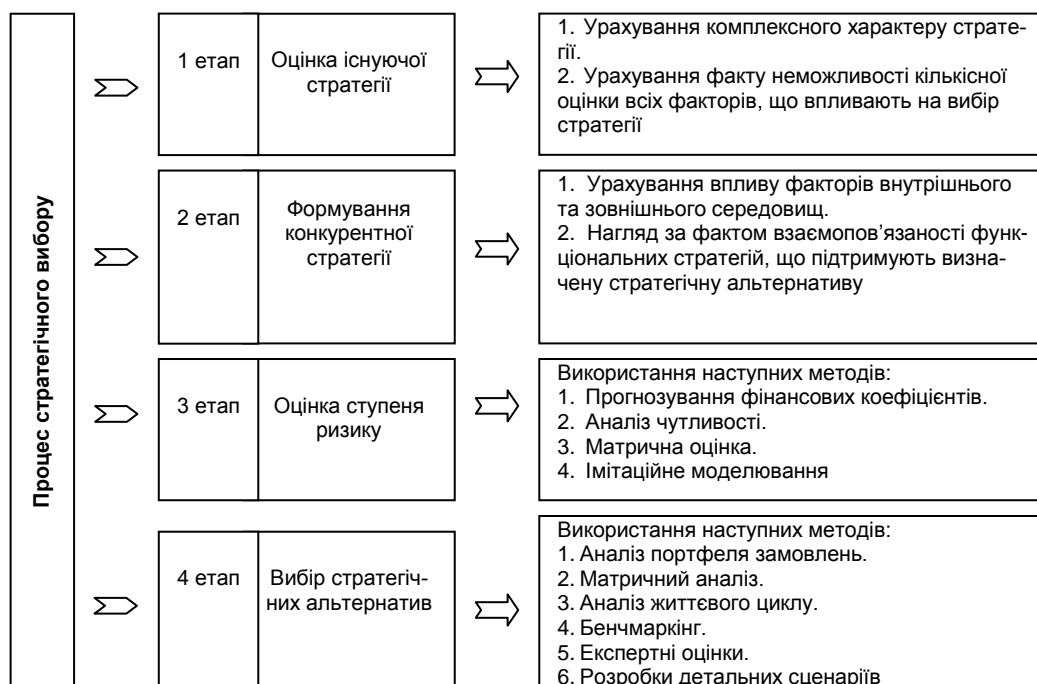 Процес стратегічного вибору
1 етап
Оцінка існуючої
стратегії
1. Урахування комплексного характеру страте-
гії.
2. Урахування факту неможливості кількісної
оцінки всіх факторів, що впливають на вибір
стратегії
2 етап
Формування
конкурентної
стратегії
1. Урахування впливу факторів внутрішнього
та зовнішнього середовищ.
2. Нагляд за фактом взаємопов’язаності функ-
ціональних стратегій, що підтримують визна-
чену стратегічну альтернативу
3 етап
Оцінка ступеня
ризику
Використання наступних методів:
1. Прогнозування фінансових коефіцієнтів.
2. Аналіз чутливості.
3. Матрична оцінка.
4. Імітаційне моделювання
4 етап
Вибір стратегіч-
них альтернатив
Використання наступних методів:
1. Аналіз портфеля замовлень.
2. Матричний аналіз.
3. Аналіз життєвого циклу.
4. Бенчмаркінг.
5. Експертні оцінки.
6. Розробки детальних сценаріїв